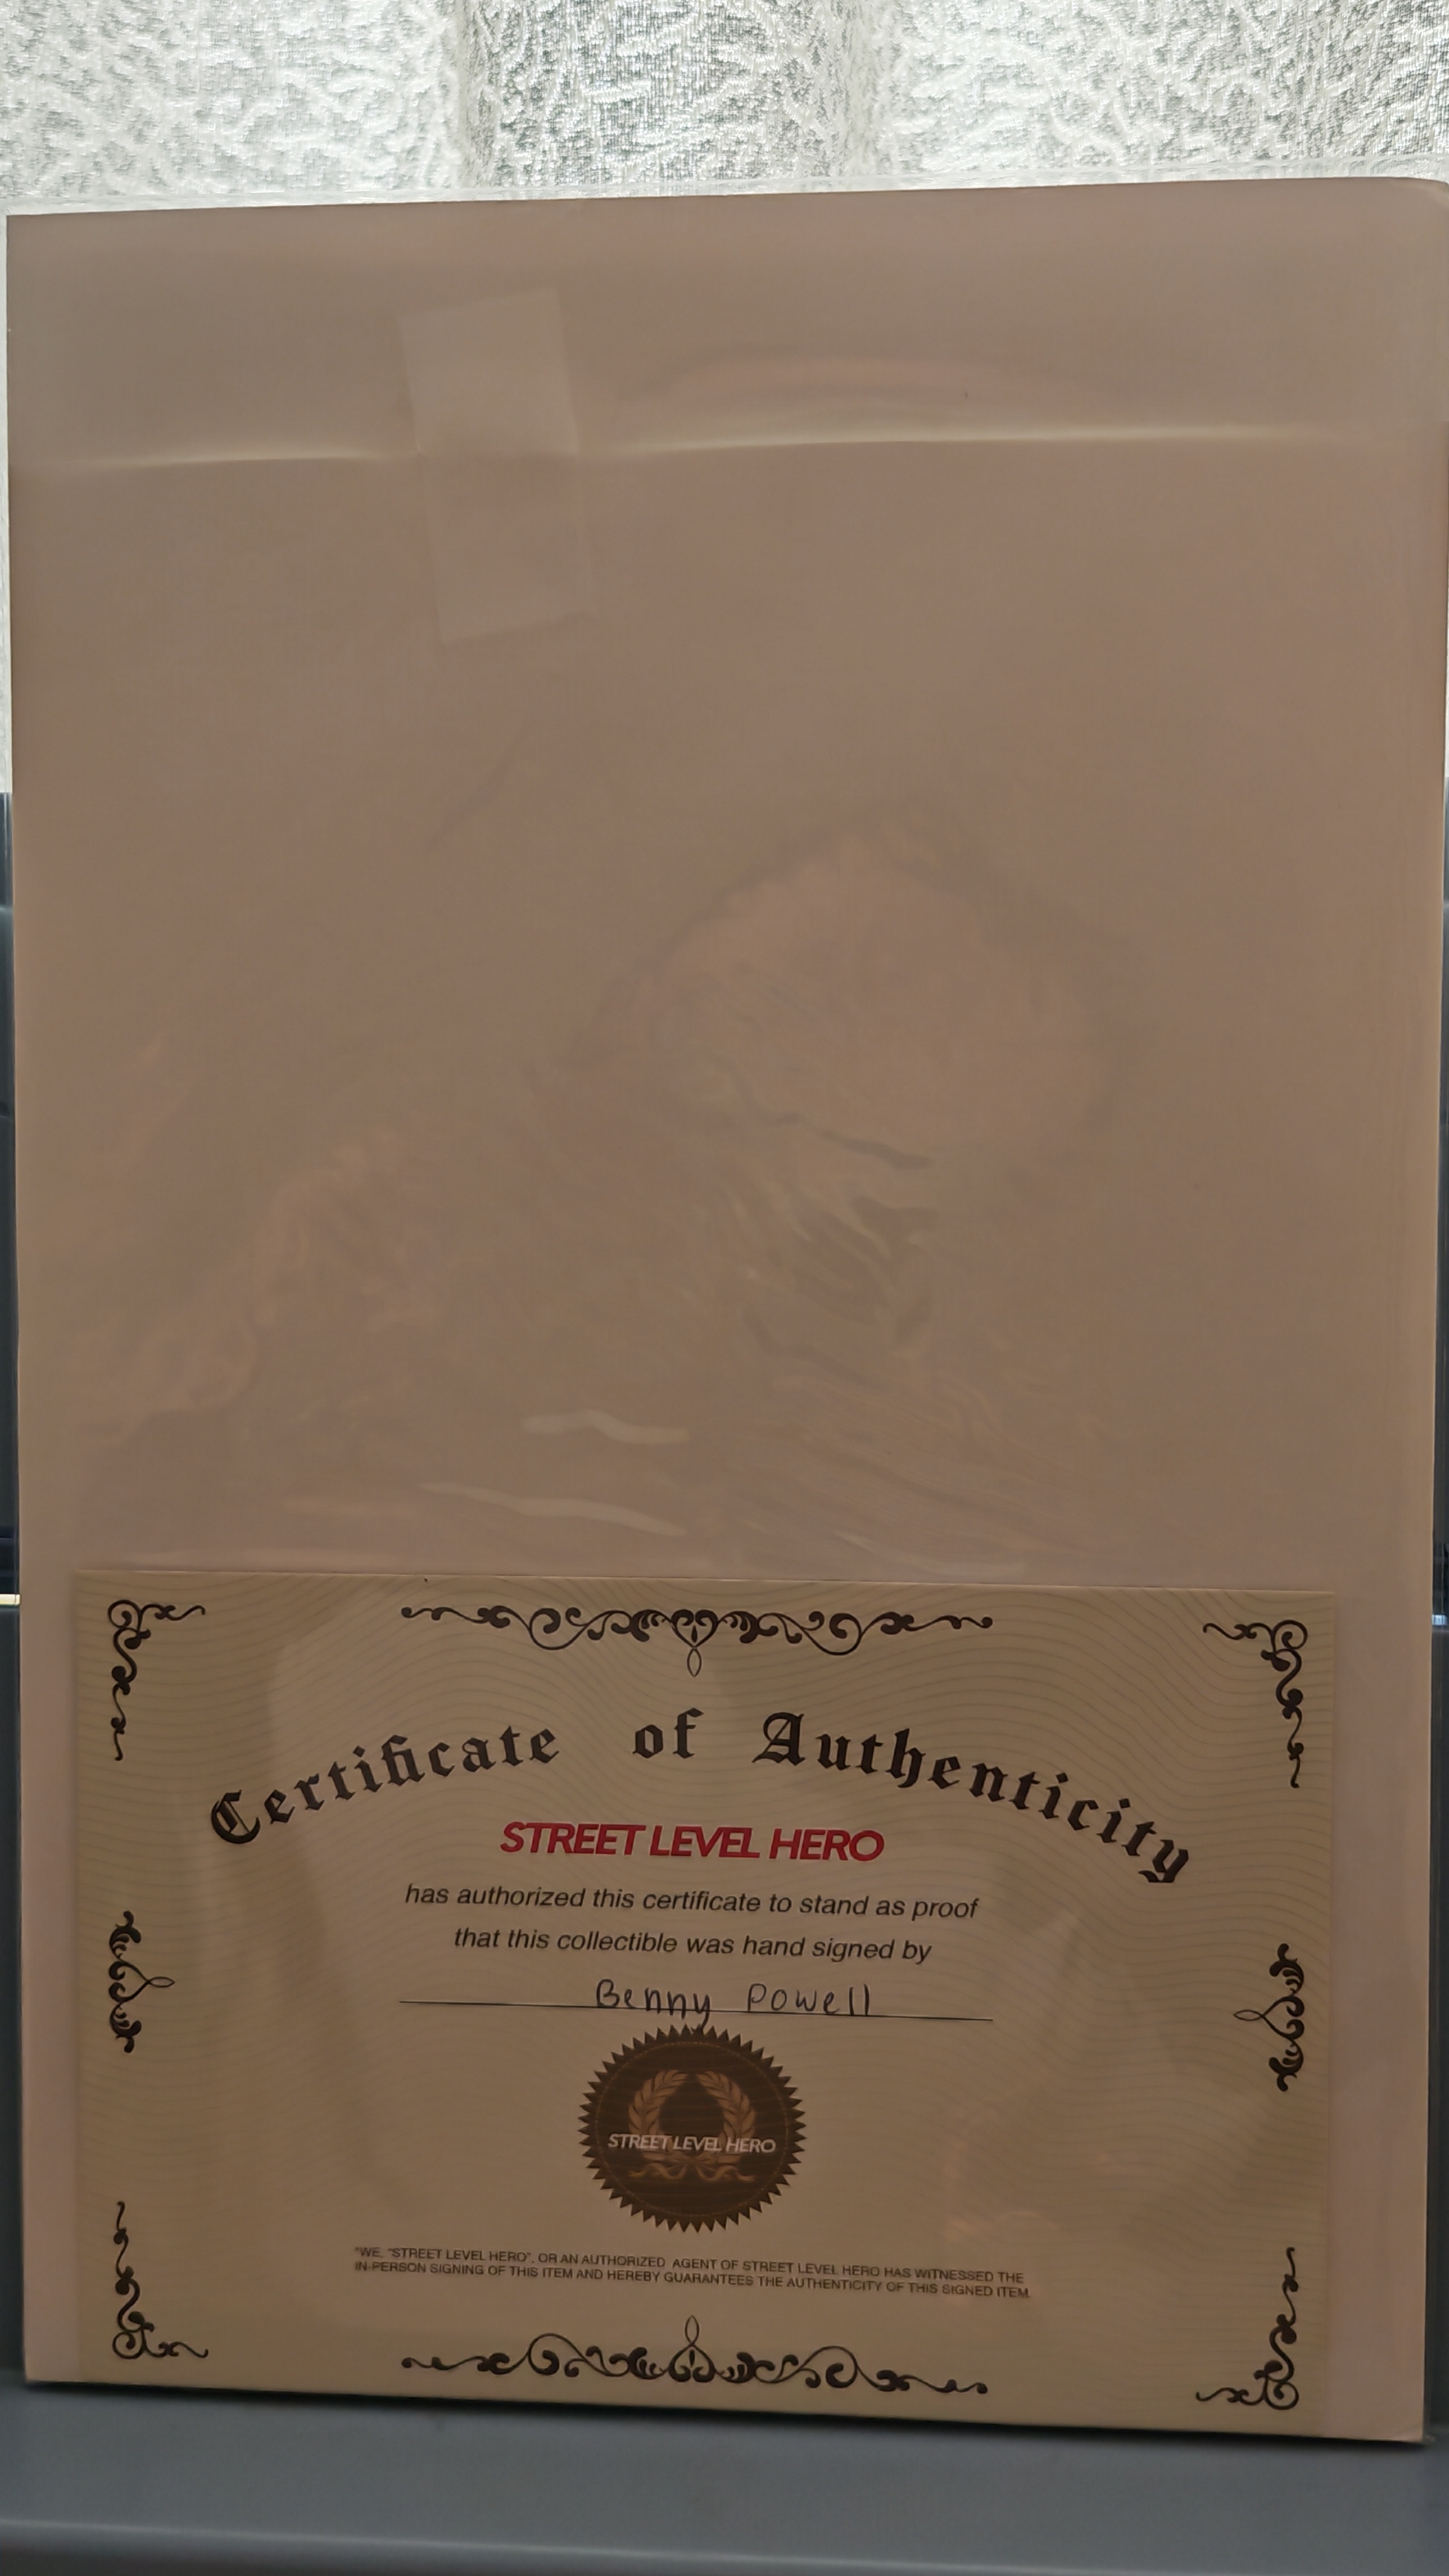 Certificate of Authenticity
STREET LEVEL HERO
has authorized this certificate to stand as proof
that this collectible was hand signed by
Benny Powell
STREET LEVEL HERO
"WE, "STREET LEVEL HERO", OR AN AUTHORIZED AGENT OF STREET LEVEL HERO HAS WITNESSED THE
IN-PERSON SIGNING OF THIS ITEM AND HEREBY GUARANTEES THE AUTHENTICITY OF THIS SIGNED ITEM.